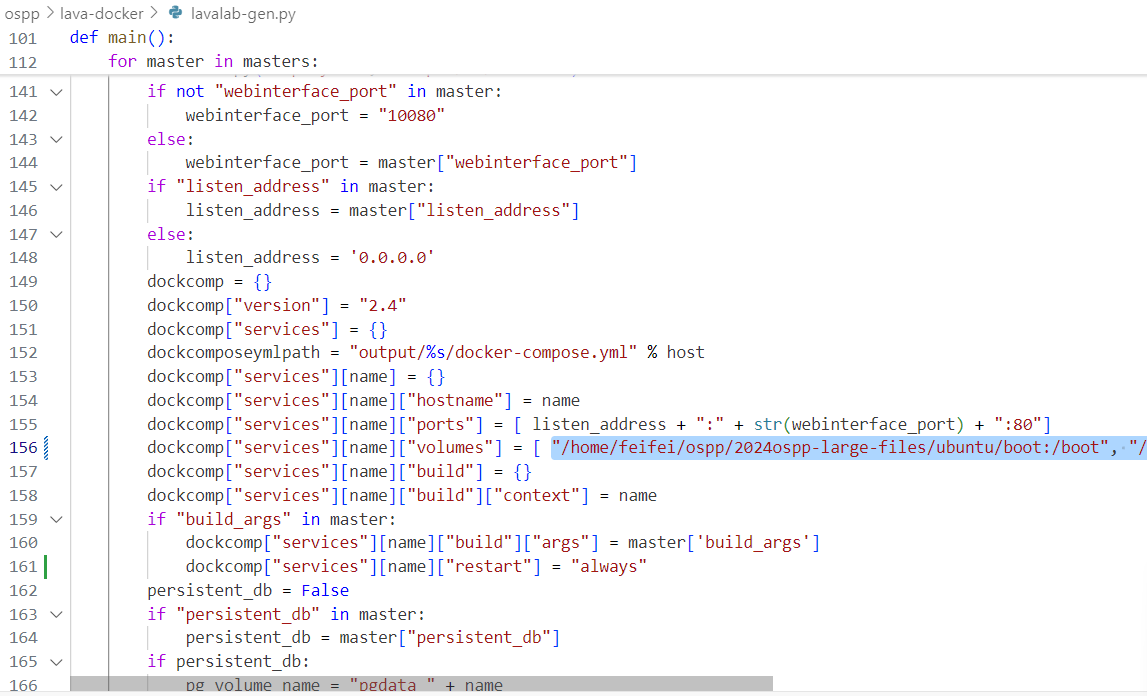 ospp > lava-docker > lavalab-gen.py
101 def main():
112 for master in masters:
141 if not "webinterface_port" in master:
142 webinterface_port = "10080"
143 else:
144 webinterface_port = master["webinterface_port"]
145 if "listen_address" in master:
146 listen_address = master["listen_address"]
147 else:
148 listen_address = '0.0.0.0'
149 dockcomp = {}
150 dockcomp["version"] = "2.4"
151 dockcomp["services"] = {}
152 dockcomposeymlpath = "output/%s/docker-compose.yml" % host
153 dockcomp["services"][name] = {}
154 dockcomp["services"][name]["hostname"] = name
155 dockcomp["services"][name]["ports"] = [ listen_address + ":" + str(webinterface_port) + ":80"]
156 dockcomp["services"][name]["volumes"] = [ "/home/feifei/ospp/2024ospp-large-files/ubuntu/boot:/boot", "/
157 dockcomp["services"][name]["build"] = {}
158 dockcomp["services"][name]["build"]["context"] = name
159 if "build_args" in master:
160 dockcomp["services"][name]["build"]["args"] = master['build_args']
161 dockcomp["services"][name]["restart"] = "always"
162 persistent_db = False
163 if "persistent_db" in master:
164 persistent_db = master["persistent_db"]
165 if persistent_db:
166 pg_volume_name = "pgdata_" + name